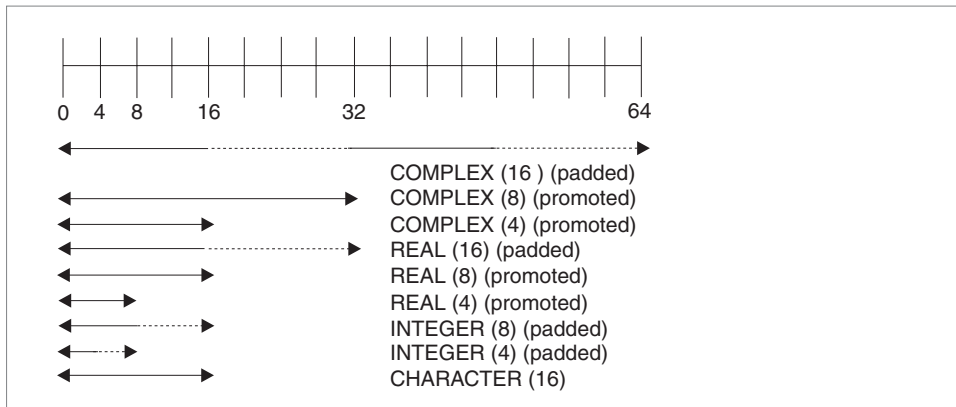 0 4 8 16 32 64
COMPLEX (16 ) (padded)
COMPLEX (8) (promoted)
COMPLEX (4) (promoted)
REAL (16) (padded)
REAL (8) (promoted)
REAL (4) (promoted)
INTEGER (8) (padded)
INTEGER (4) (padded)
CHARACTER (16)